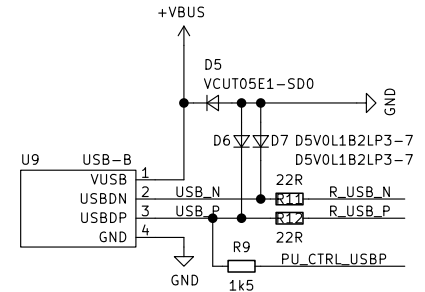 +VBUS
D5
VCUT05E1-SD0
GND
D6 D7 D5V0L1B2LP3-7
D5V0L1B2LP3-7
U9 USB-B
22R
VUSB 1
USBDN 2 USB_N R11 R_USB_N
USBDP 3 USB_P R12 R_USB_P
GND 4
22R
R9
PU_CTRL_USBP
GND
1k5